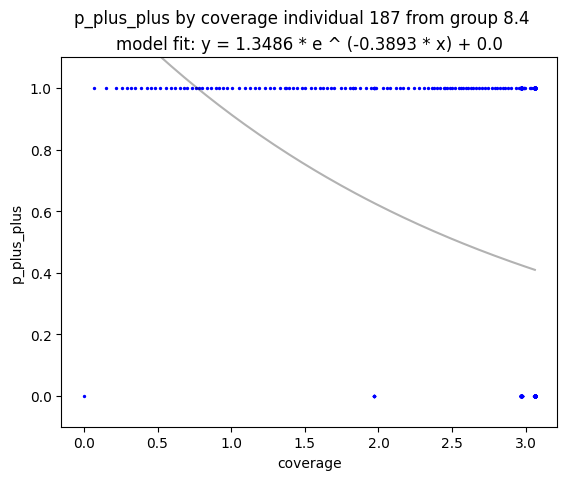 p_plus_plus by coverage individual 187 from group 8.4
model fit: y = 1.3486 * e ^ (-0.3893 * x) + 0.0
1.0
0.8
0.6
0.4
0.2
0.0
p_plus_plus
0.0 0.5 1.0 1.5 2.0 2.5 3.0
coverage